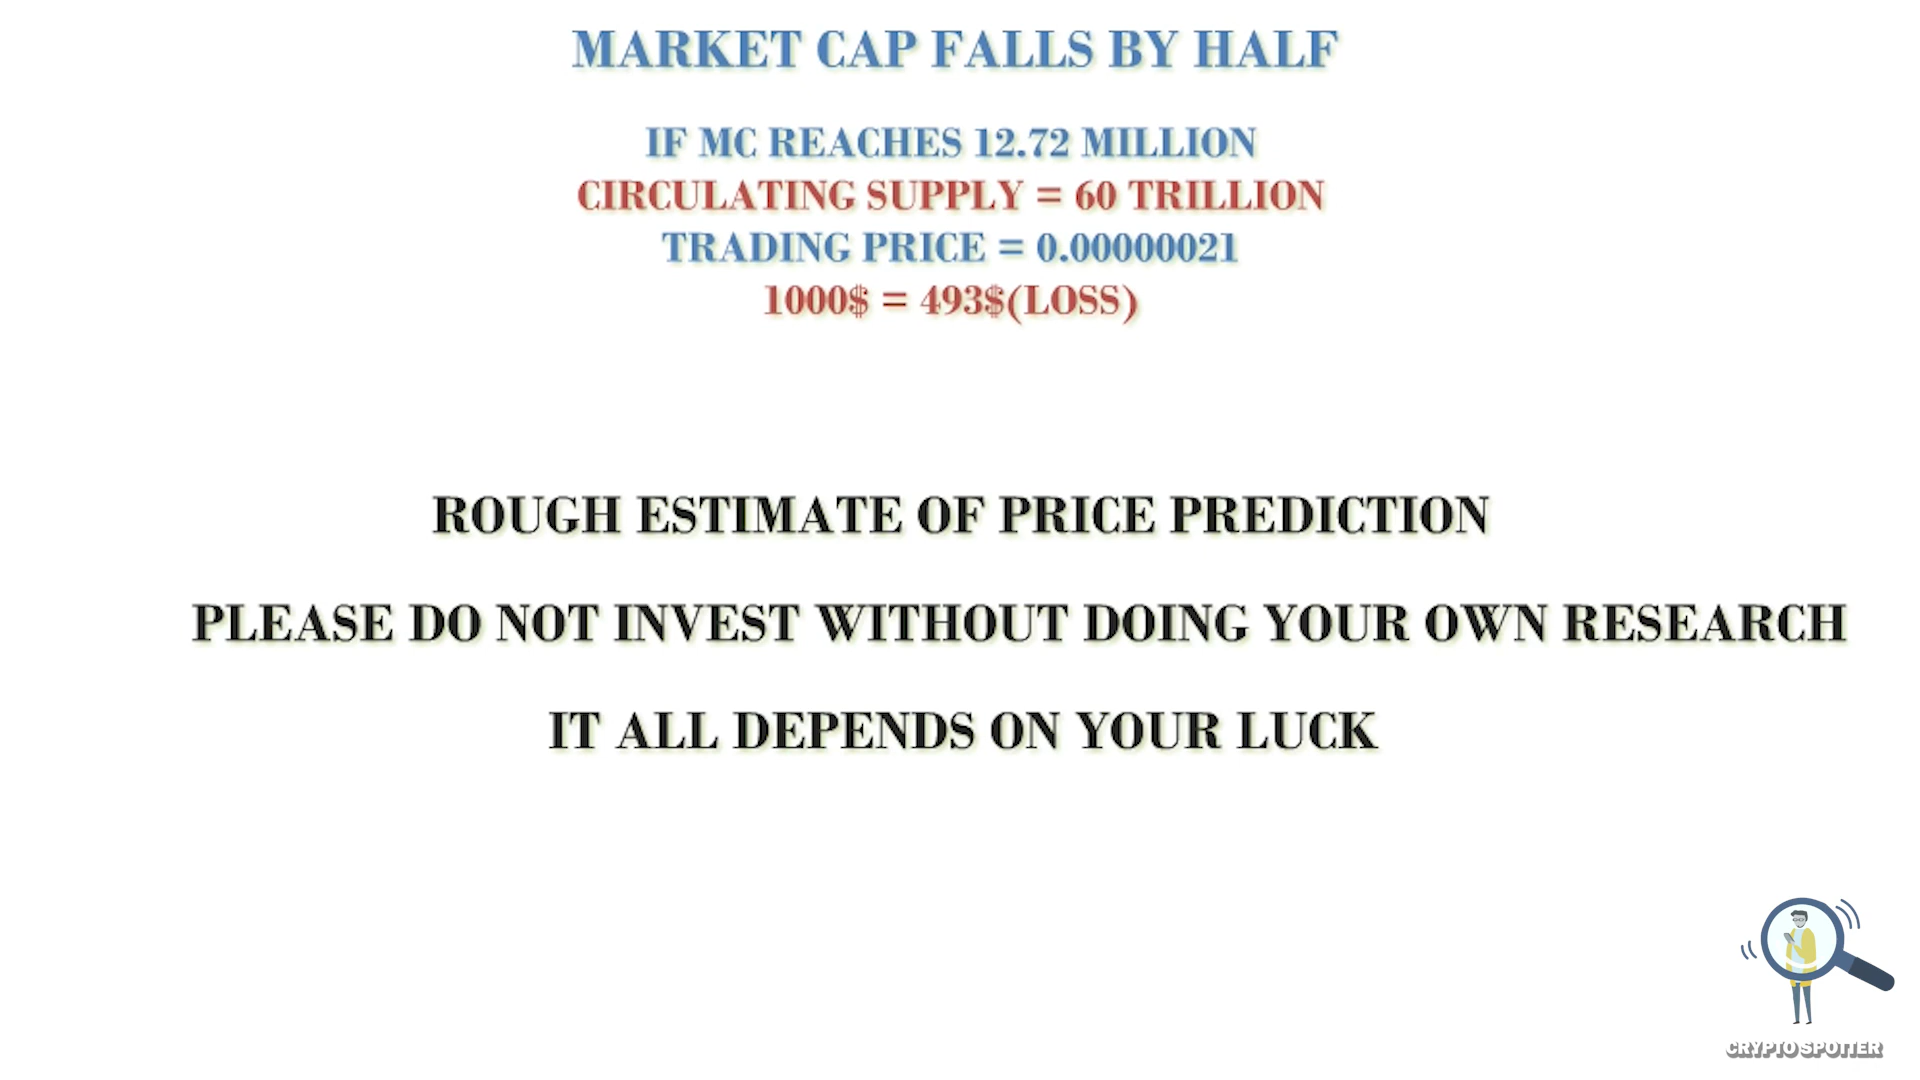 MARKET CAP FALLS BY HALF
IF MC REACHES 12.72 MILLION
CIRCULATING SUPPLY = 60 TRILLION
TRADING PRICE = 0.00000021
1000$ = 493$(LOSS)
ROUGH ESTIMATE OF PRICE PREDICTION
PLEASE DO NOT INVEST WITHOUT DOING YOUR OWN RESEARCH
IT ALL DEPENDS ON YOUR LUCK
CRYPTO SPOTTER